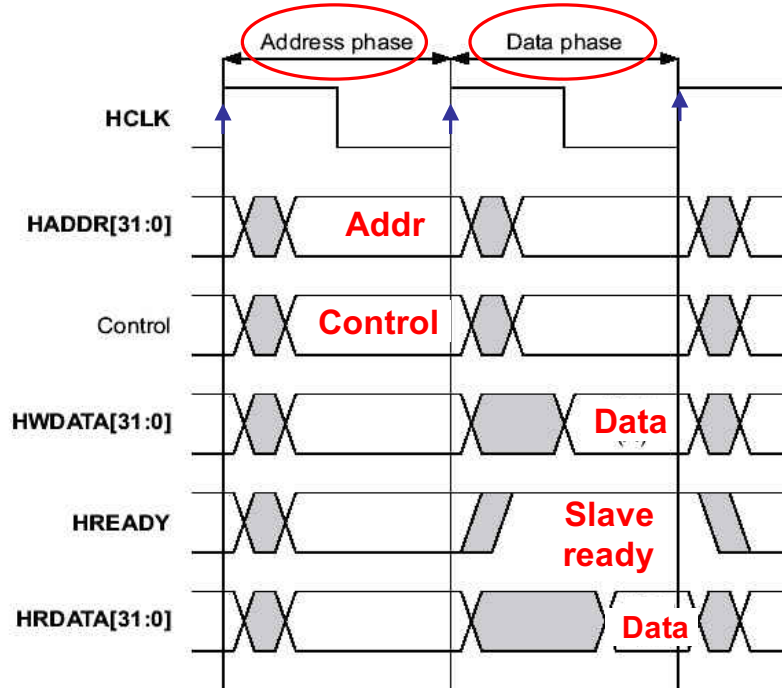 Address phase Data phase
HCLK
HADDR[31:0] Addr
Control Control
HWDATA[31:0] Data
HREADY Slave ready
HRDATA[31:0] Data